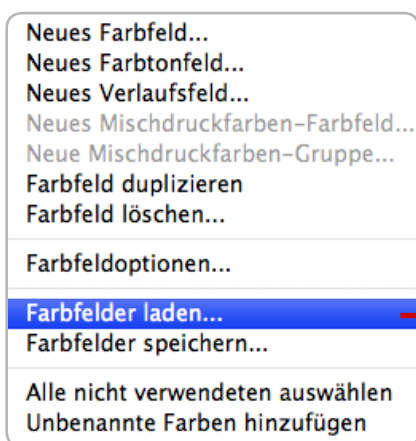 Neues Farbfeld...
Neues Farbtonfeld...
Neues Verlaufsfeld...
Neues Mischdruckfarben-Farbfeld...
Neue Mischdruckfarben-Gruppe...
Farbfeld duplizieren
Farbfeld löschen...
Farbfeldoptionen...
Farbfelder laden...
Farbfelder speichern...
Alle nicht verwendeten auswählen
Unbenannte Farben hinzufügen